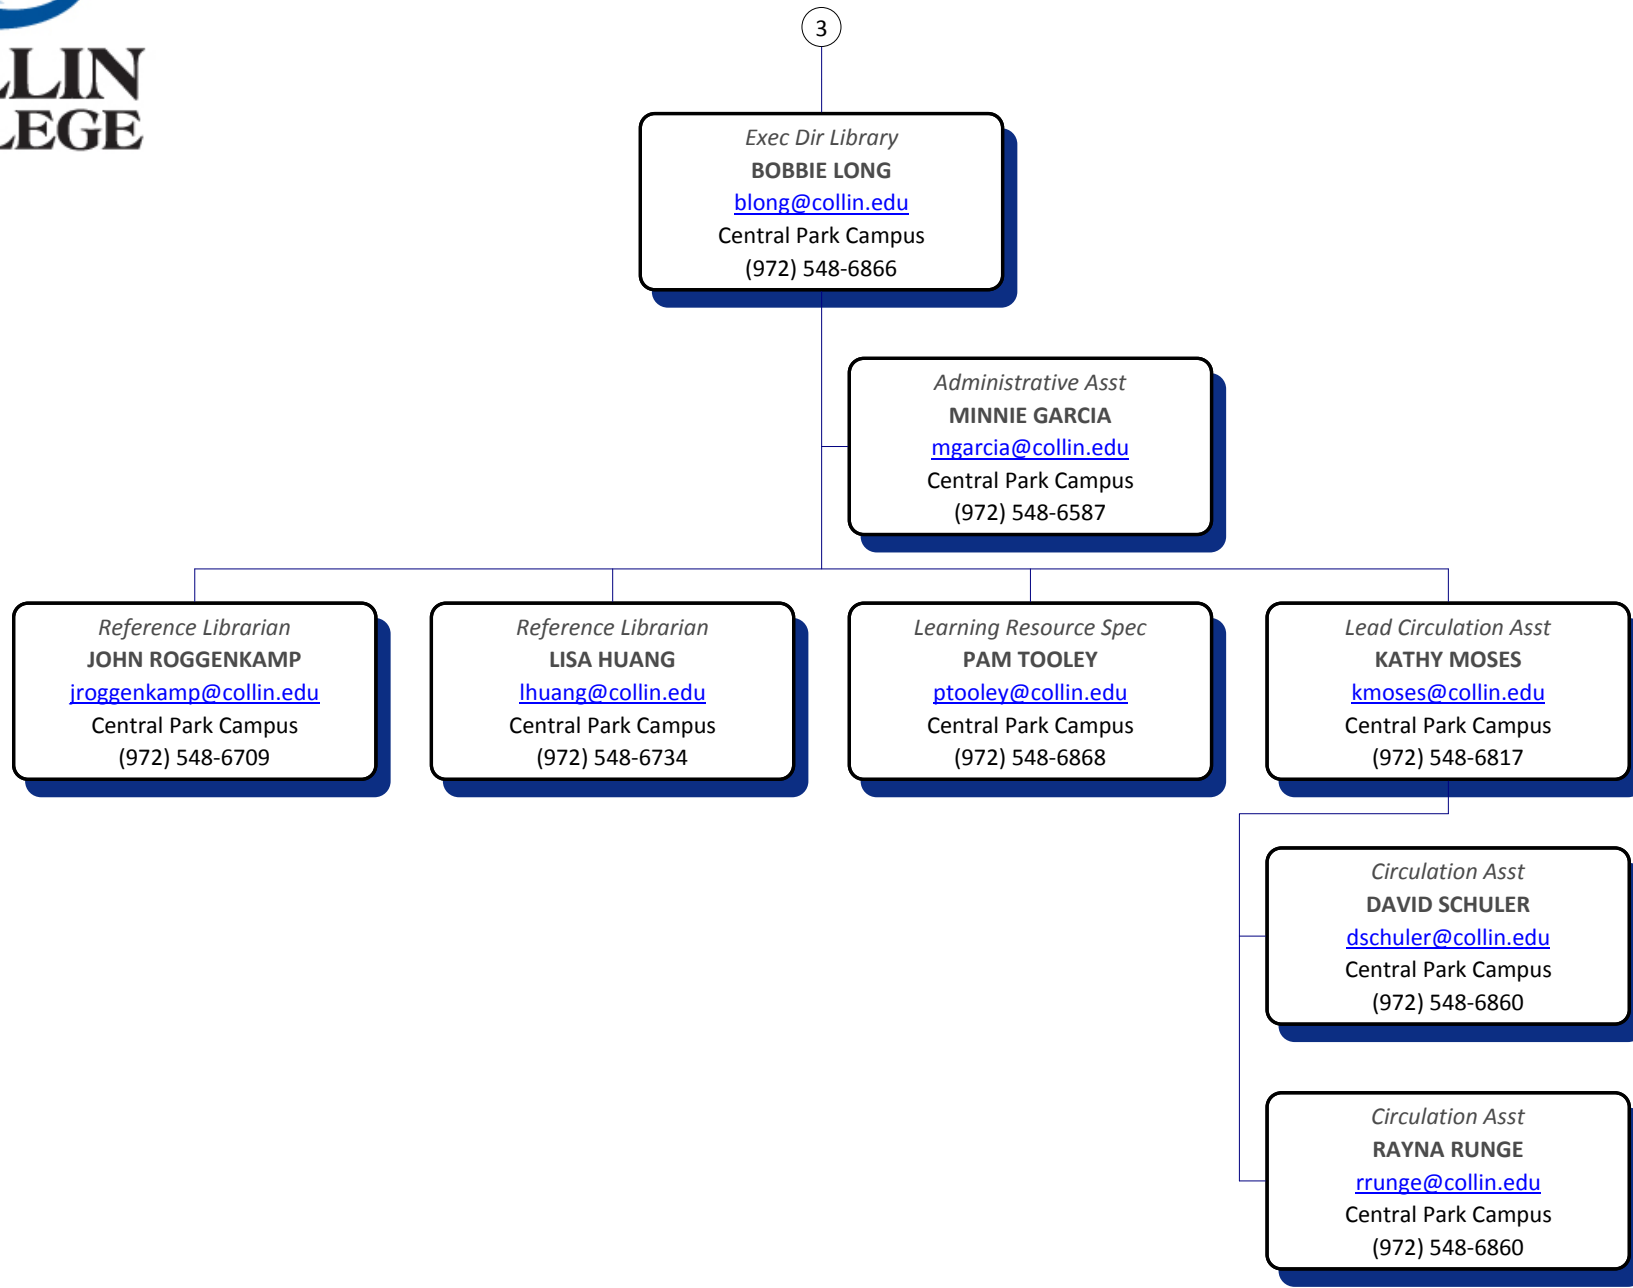 LLIN
LEGE
3
Exec Dir Library
BOBBIE LONG
blong@collin.edu
Central Park Campus
(972) 548-6866
Administrative Asst
MINNIE GARCIA
mgarcia@collin.edu
Central Park Campus
(972) 548-6587
Reference Librarian
JOHN ROGGENKAMP
jroggenkamp@collin.edu
Central Park Campus
(972) 548-6709
Reference Librarian
LISA HUANG
lhuang@collin.edu
Central Park Campus
(972) 548-6734
Learning Resource Spec
PAM TOOLEY
ptooley@collin.edu
Central Park Campus
(972) 548-6868
Lead Circulation Asst
KATHY MOSES
kmoses@collin.edu
Central Park Campus
(972) 548-6817
Circulation Asst
DAVID SCHULER
dschuler@collin.edu
Central Park Campus
(972) 548-6860
Circulation Asst
RAYNA RUNGE
rrunge@collin.edu
Central Park Campus
(972) 548-6860